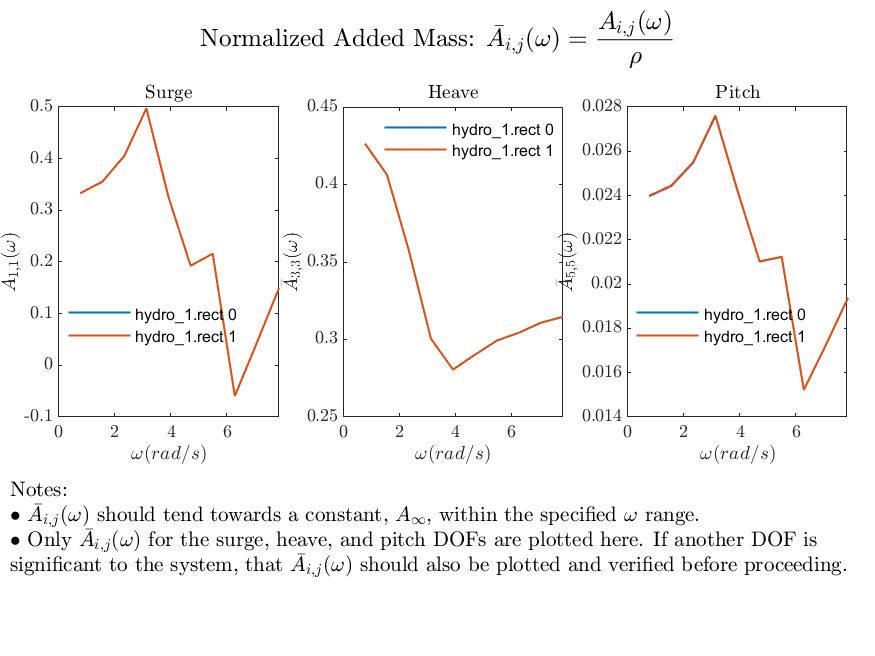 Normalized Added Mass: Ā_{i,j}(ω) = A_{i,j}(ω) / ρ
Surge
0.5
0.4
0.3
0.2
0.1
0
-0.1
0 2 4 6
Ā_{1,1}(ω)
ω(rad/s)
hydro_1.rect 0
hydro_1.rect 1
Heave
0.45
0.4
0.35
0.3
0.25
0 2 4 6
Ā_{3,3}(ω)
ω(rad/s)
hydro_1.rect 0
hydro_1.rect 1
Pitch
0.028
0.026
0.024
0.022
0.02
0.018
0.016
0.014
0 2 4 6
Ā_{5,5}(ω)
ω(rad/s)
hydro_1.rect 0
hydro_1.rect 1
Notes:
• Ā_{i,j}(ω) should tend towards a constant, A_∞, within the specified ω range.
• Only Ā_{i,j}(ω) for the surge, heave, and pitch DOFs are plotted here. If another DOF is
significant to the system, that Ā_{i,j}(ω) should also be plotted and verified before proceeding.